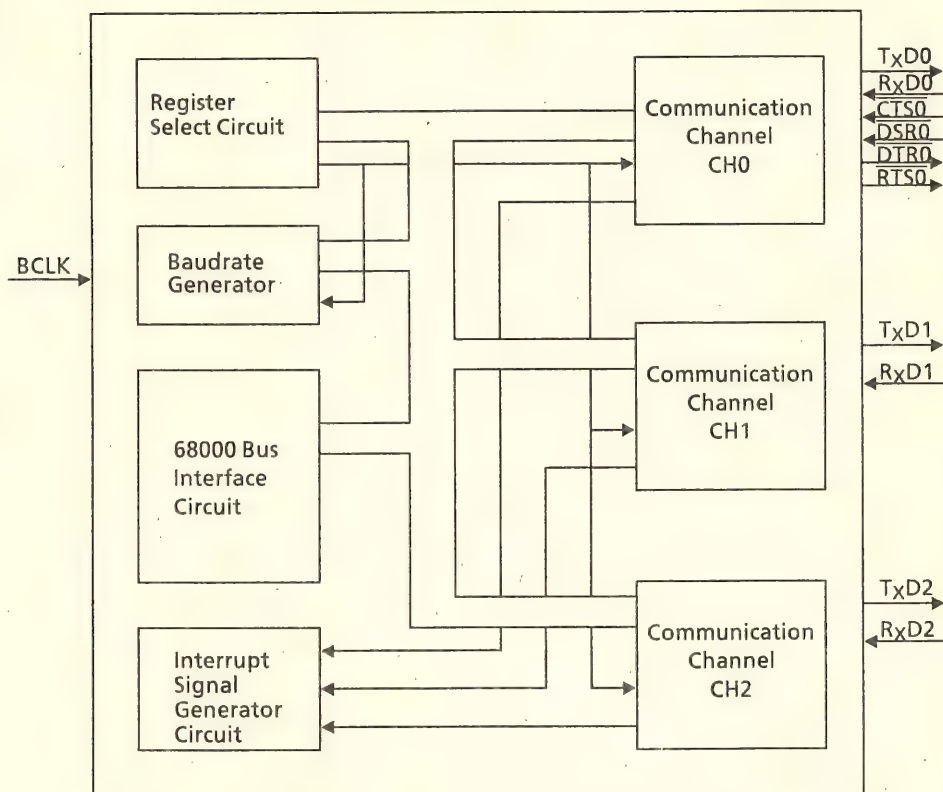 Register
Select Circuit
Baudrate
Generator
BCLK
68000 Bus
Interface
Circuit
Interrupt
Signal
Generator
Circuit
Communication
Channel
CH0
Communication
Channel
CH1
Communication
Channel
CH2
TXD0
RXD0
CTS0
DSR0
DTR0
RTS0
TXD1
RXD1
TXD2
RXD2